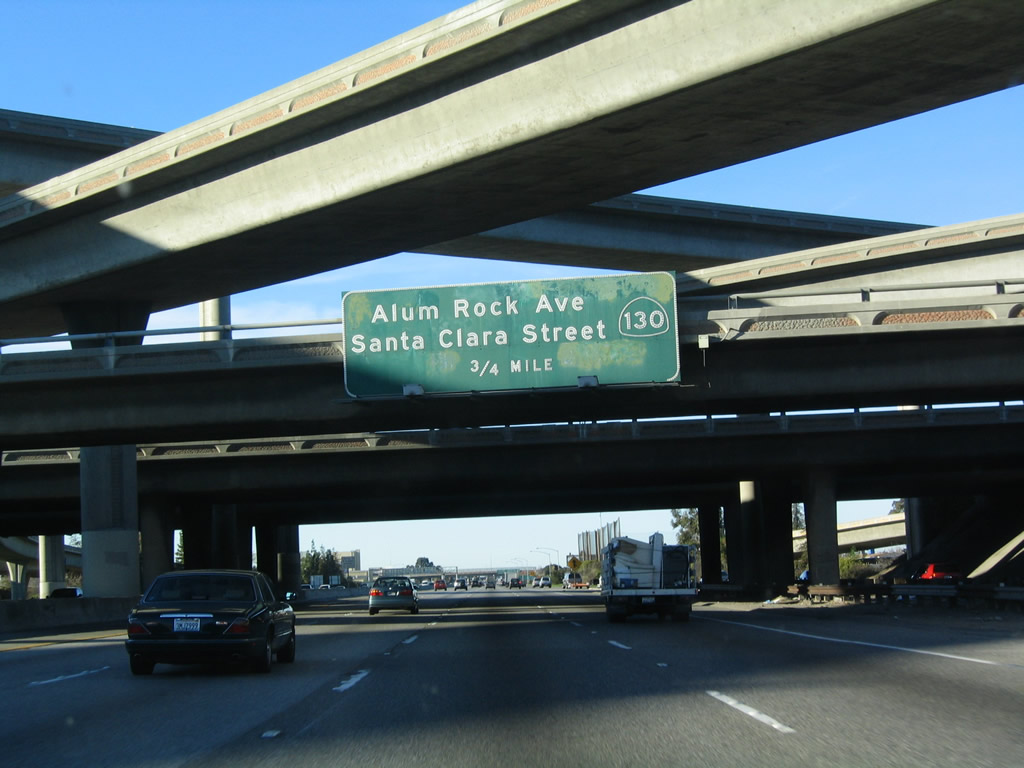 Alum Rock Ave
Santa Clara Street
130
3/4 MILE